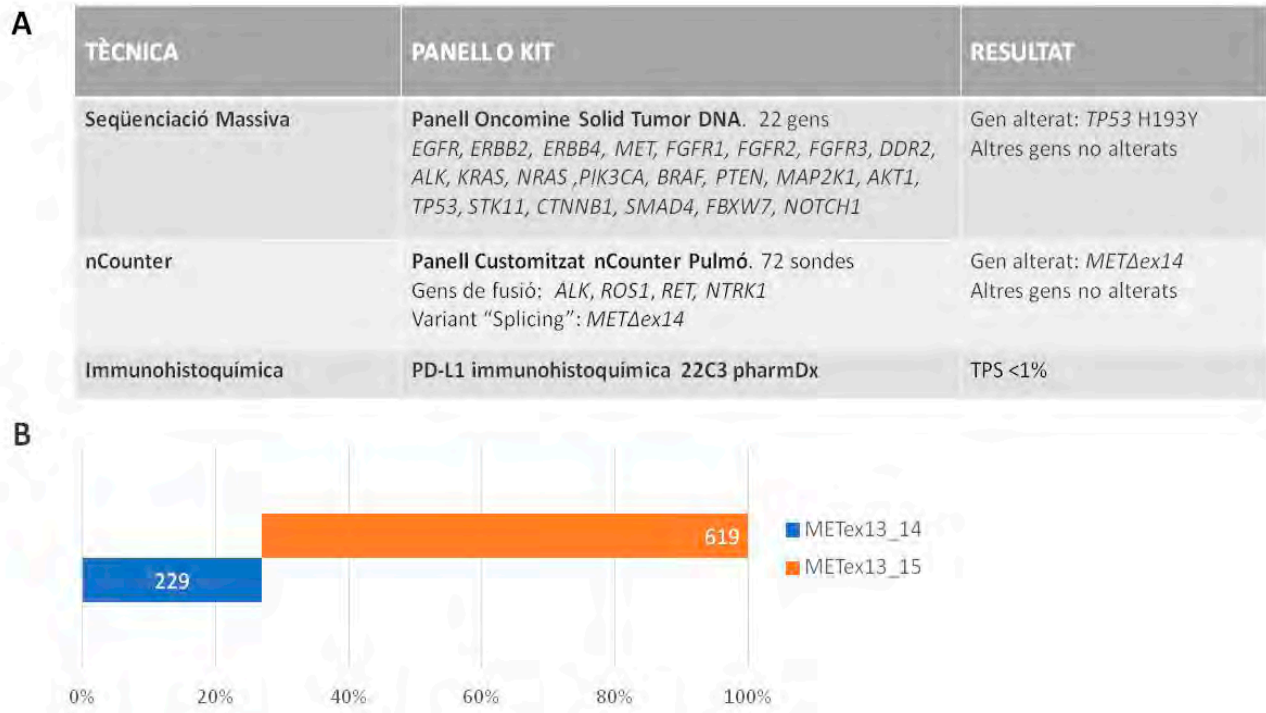 A
TÈCNICA
PANELL O KIT
RESULTAT
Seqüenciació Massiva
Panell Oncomine Solid Tumor DNA. 22 gens
EGFR, ERBB2, ERBB4, MET, FGFR1, FGFR2, FGFR3, DDR2,
ALK, KRAS, NRAS ,PIK3CA, BRAF, PTEN, MAP2K1, AKT1,
TP53, STK11, CTNNB1, SMAD4, FBXW7, NOTCH1
Gen alterat: TP53 H193Y
Altres gens no alterats
nCounter
Panell Customitzat nCounter Pulmó. 72 sondes
Gens de fusió: ALK, ROS1, RET, NTRK1
Variant “Splicing”: METΔex14
Gen alterat: METΔex14
Altres gens no alterats
Immunohistoquímica
PD-L1 immunohistoquímica 22C3 pharmDx
TPS <1%
B
619
229
METex13_14
METex13_15
0% 20% 40% 60% 80% 100%